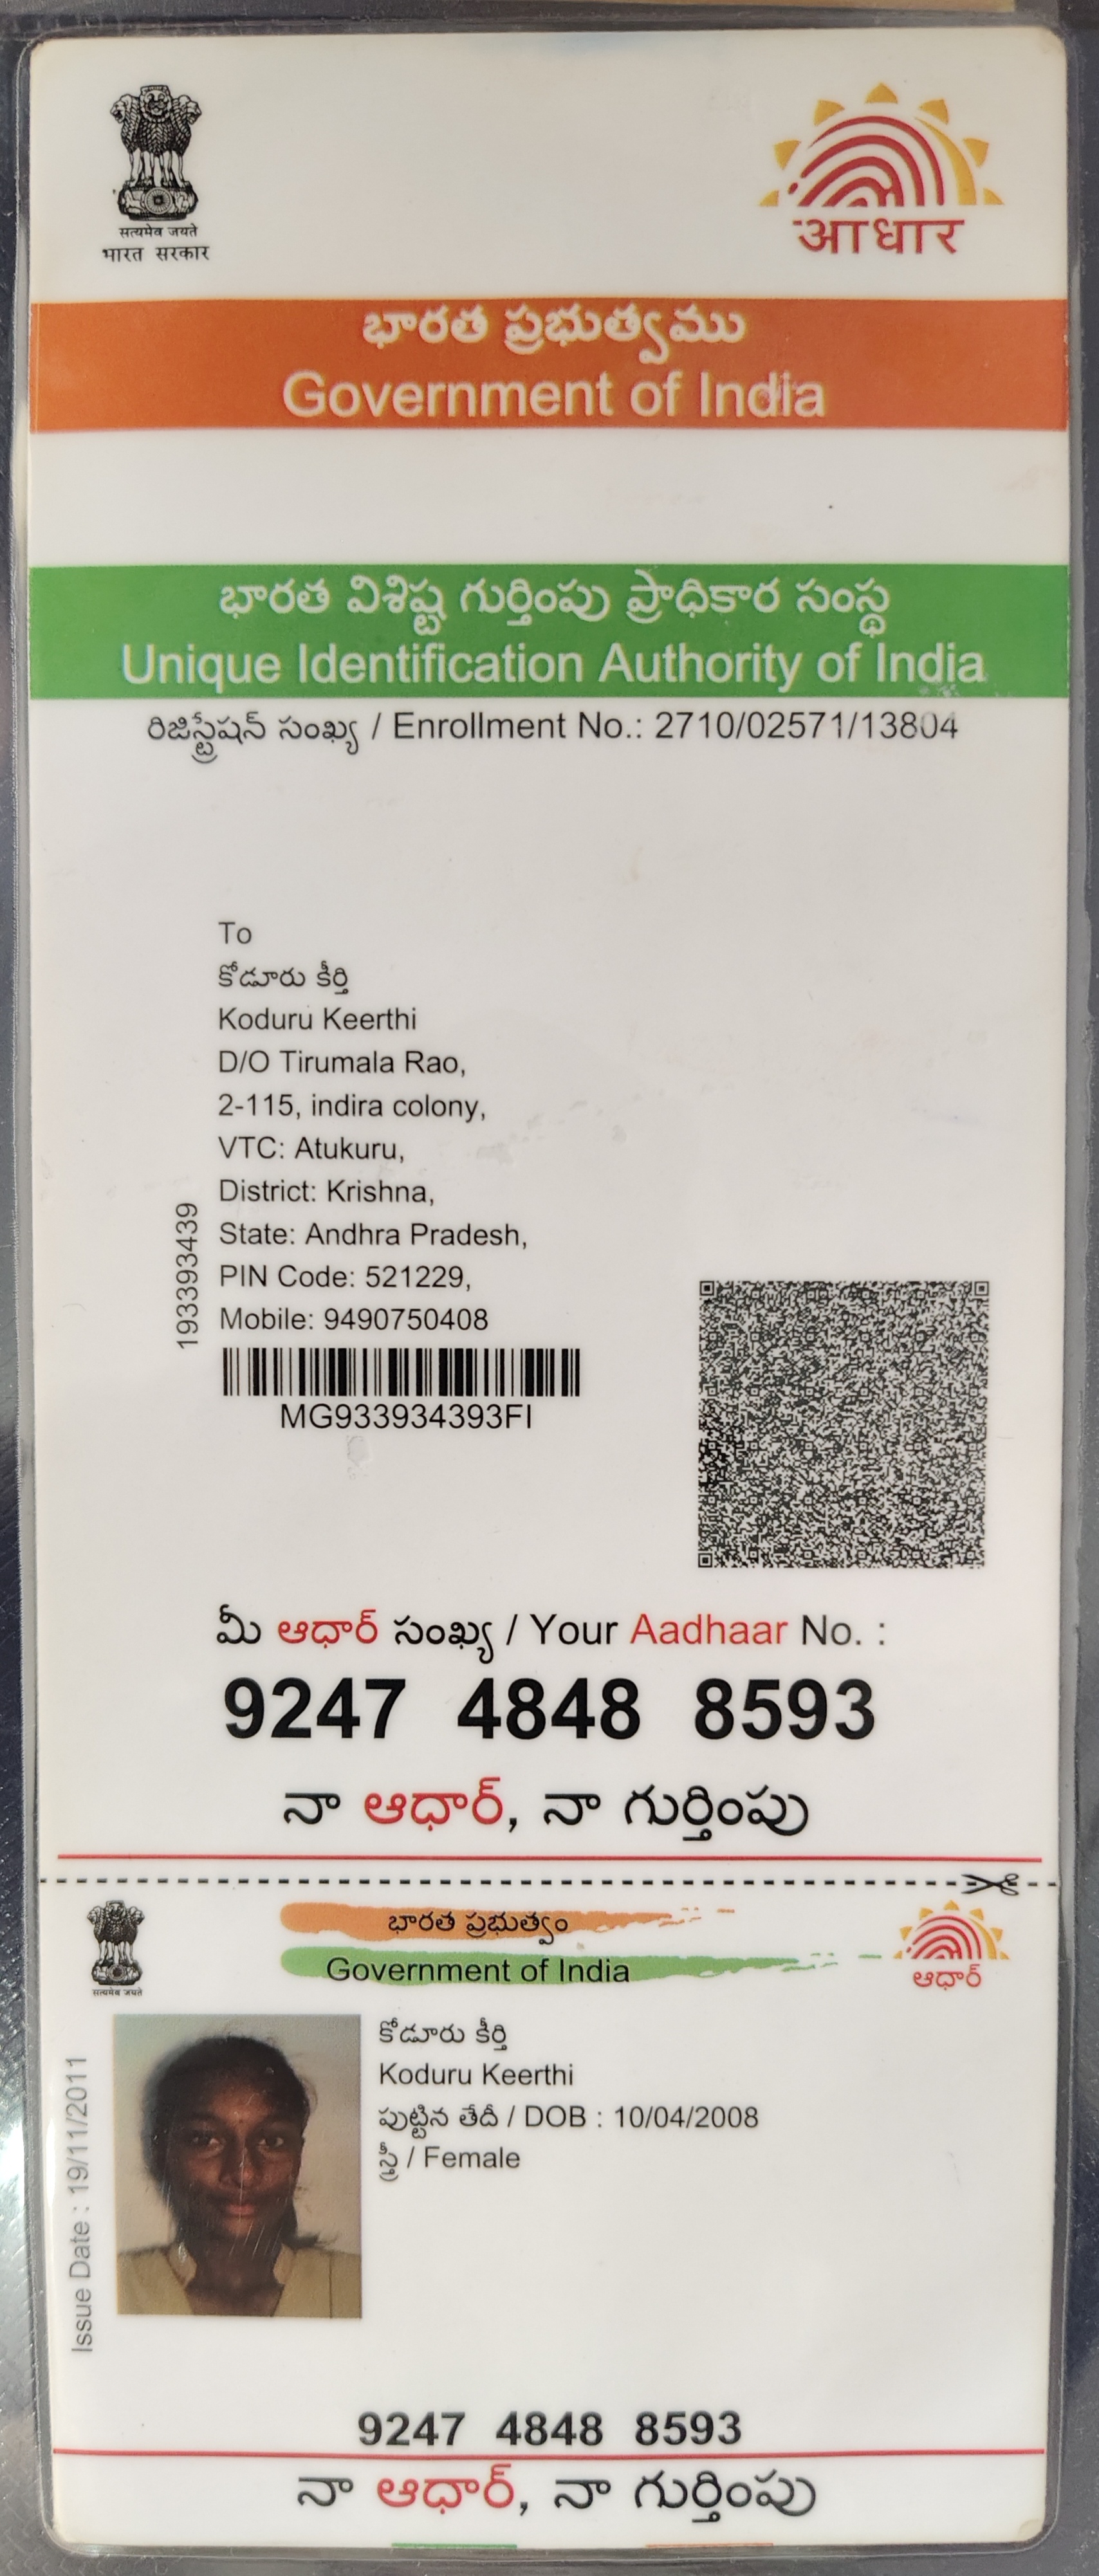 सत्यमेव जयते
भारत सरकार
आधार
భారత ప్రభుత్వము
Government of India
భారత విశిష్ట గుర్తింపు ప్రాధికార సంస్థ
Unique Identification Authority of India
రిజిస్ట్రేషన్ సంఖ్య / Enrollment No.: 2710/02571/13804
To
కోడూరు కీర్తి
Koduru Keerthi
D/O Tirumala Rao,
2-115, indira colony,
VTC: Atukuru,
District: Krishna,
State: Andhra Pradesh,
PIN Code: 521229,
Mobile: 9490750408
193393439
MG933934393FI
మీ ఆధార్ సంఖ్య / Your Aadhaar No. :
9247 4848 8593
నా ఆధార్, నా గుర్తింపు
భారత ప్రభుత్వం
Government of India
सत्यमेव जयते
ఆధార్
Issue Date : 19/11/2011
కోడూరు కీర్తి
Koduru Keerthi
పుట్టిన తేదీ / DOB : 10/04/2008
స్త్రీ / Female
9247 4848 8593
నా ఆధార్, నా గుర్తింపు